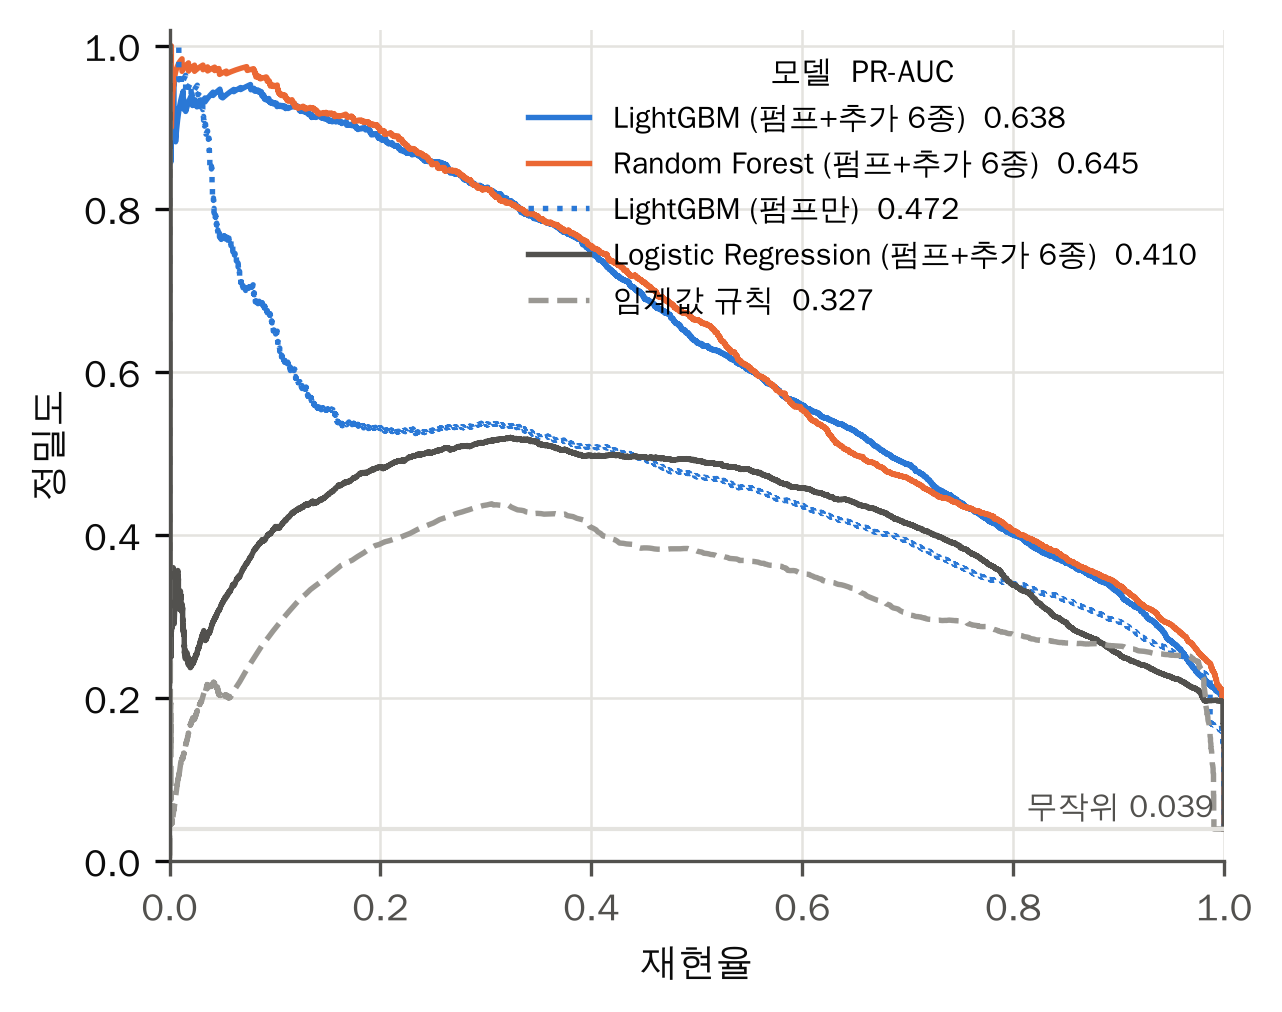 1.0
0.8
0.6
0.4
0.2
0.0
정밀도
모델 PR-AUC
LightGBM (펌프+추가 6종) 0.638
Random Forest (펌프+추가 6종) 0.645
LightGBM (펌프만) 0.472
Logistic Regression (펌프+추가 6종) 0.410
임계값 규칙 0.327
무작위 0.039
0.0 0.2 0.4 0.6 0.8 1.0
재현율